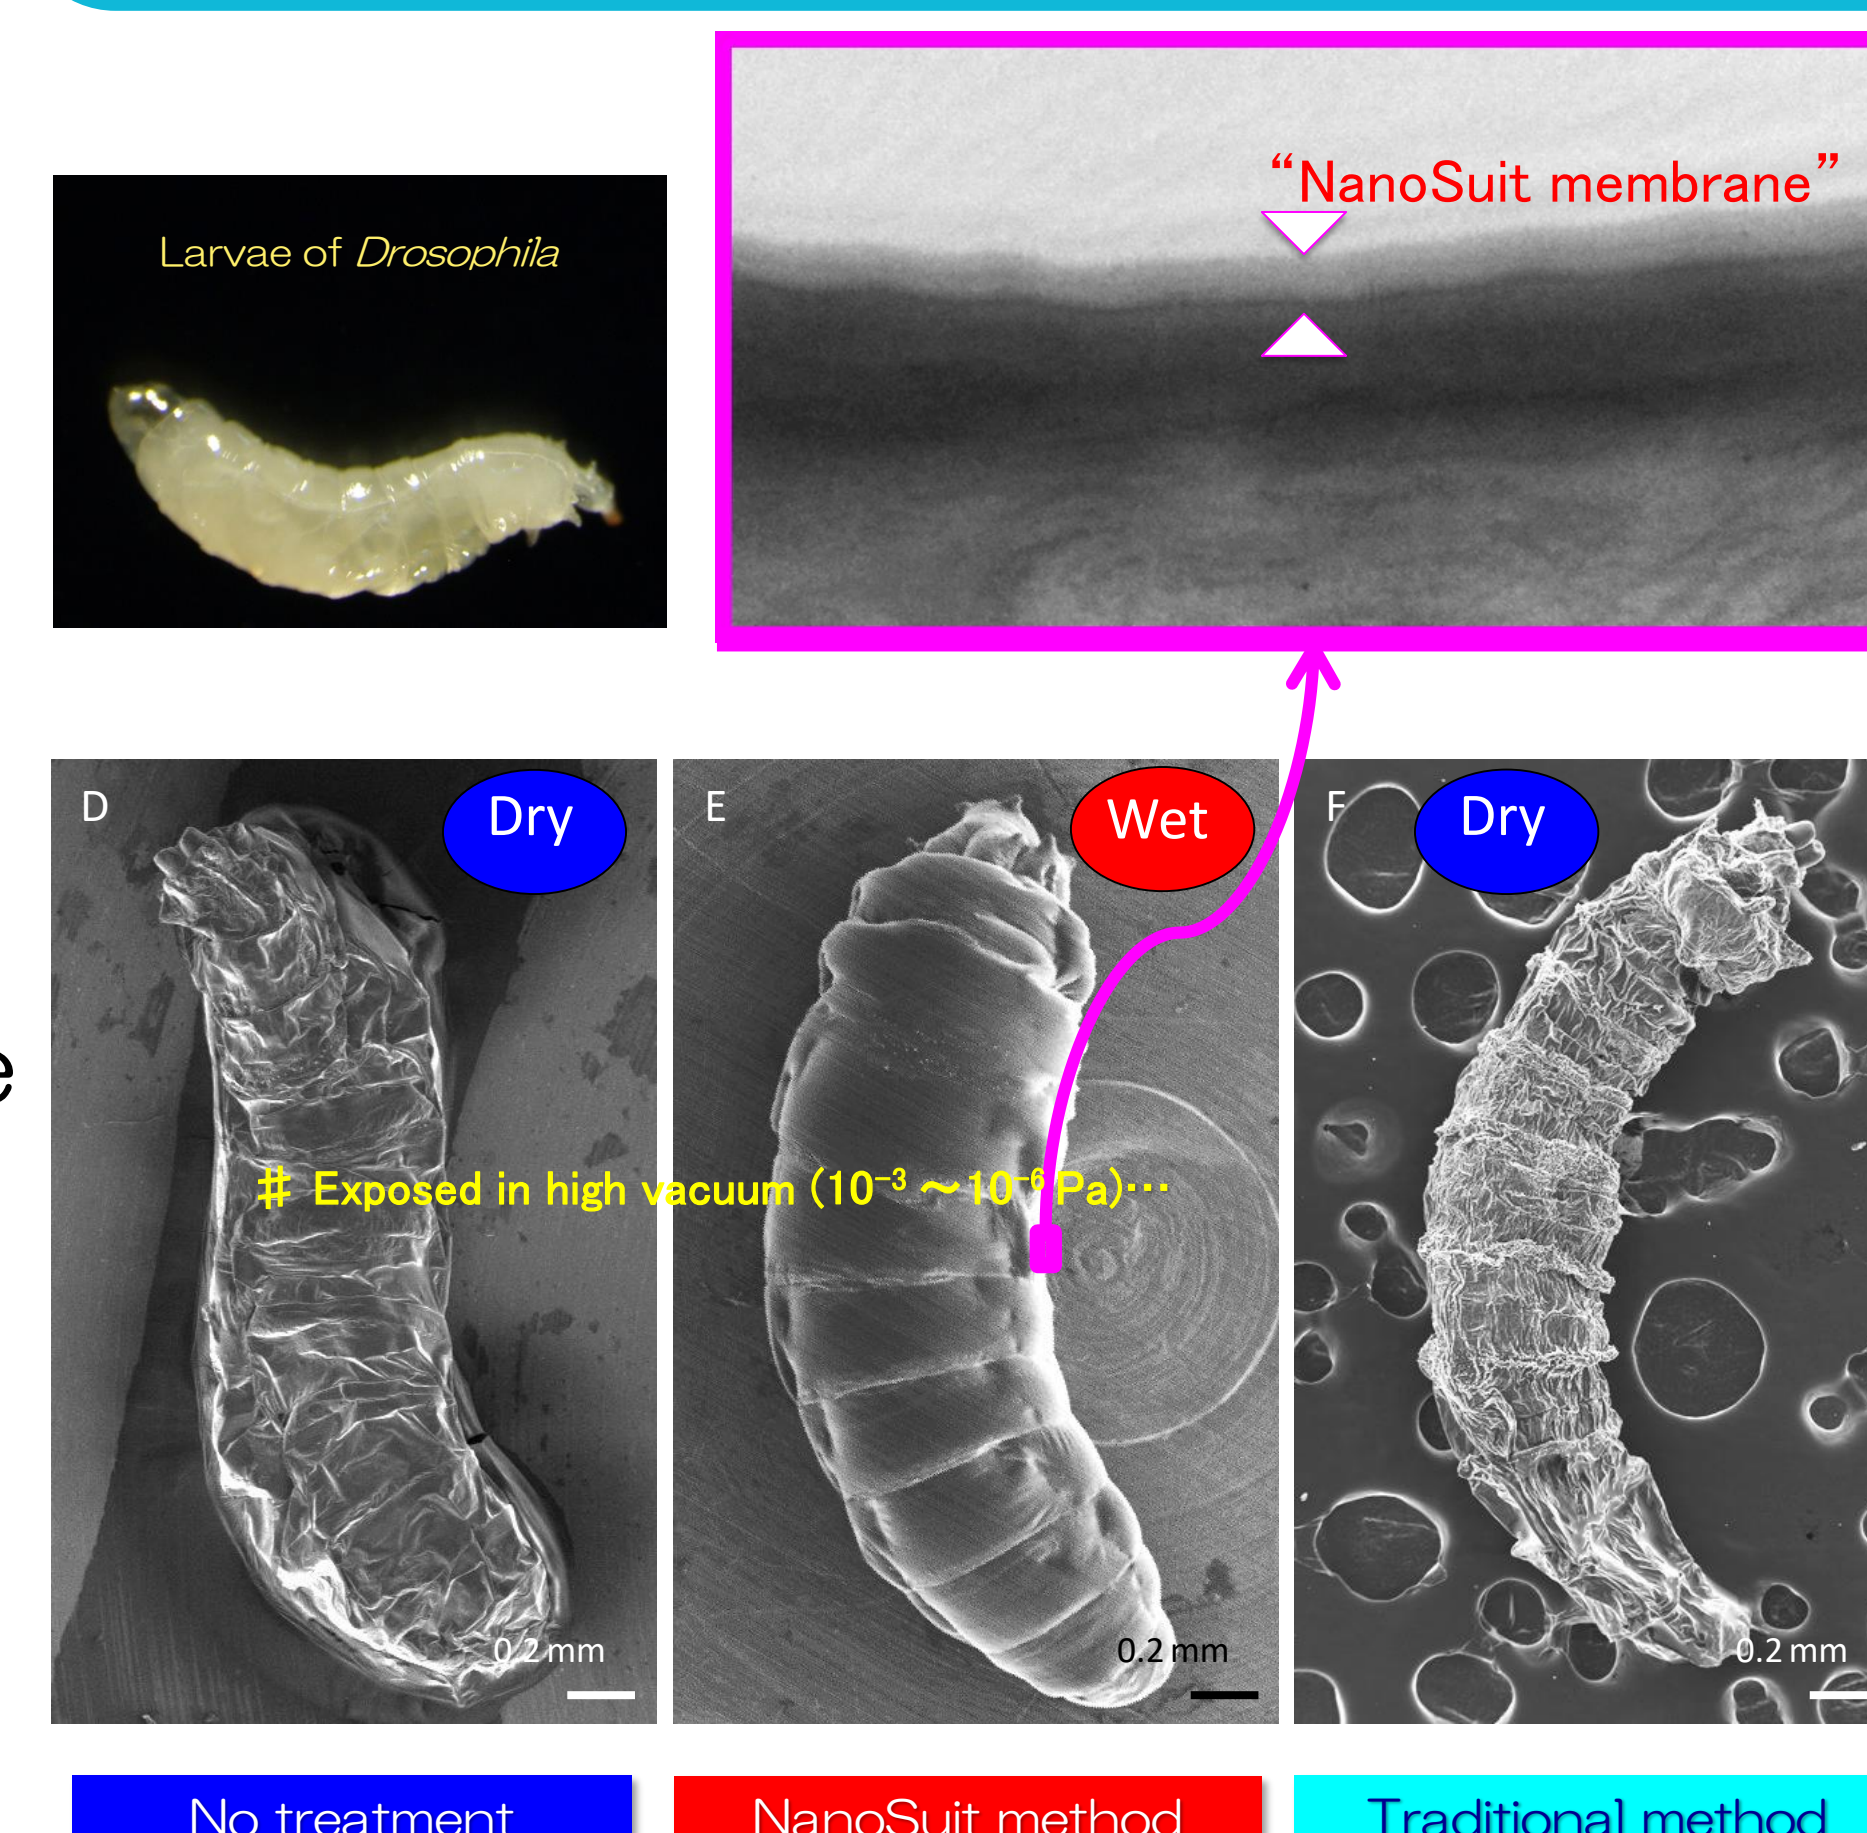 “NanoSuit membrane”
Larvae of Drosophila
D
Dry
E
Wet
F
Dry
e
# Exposed in high vacuum (10⁻³ ~10⁻⁶ Pa)…
0.2 mm
0.2 mm
0.2 mm
No treatment
NanoSuit method
Traditional method